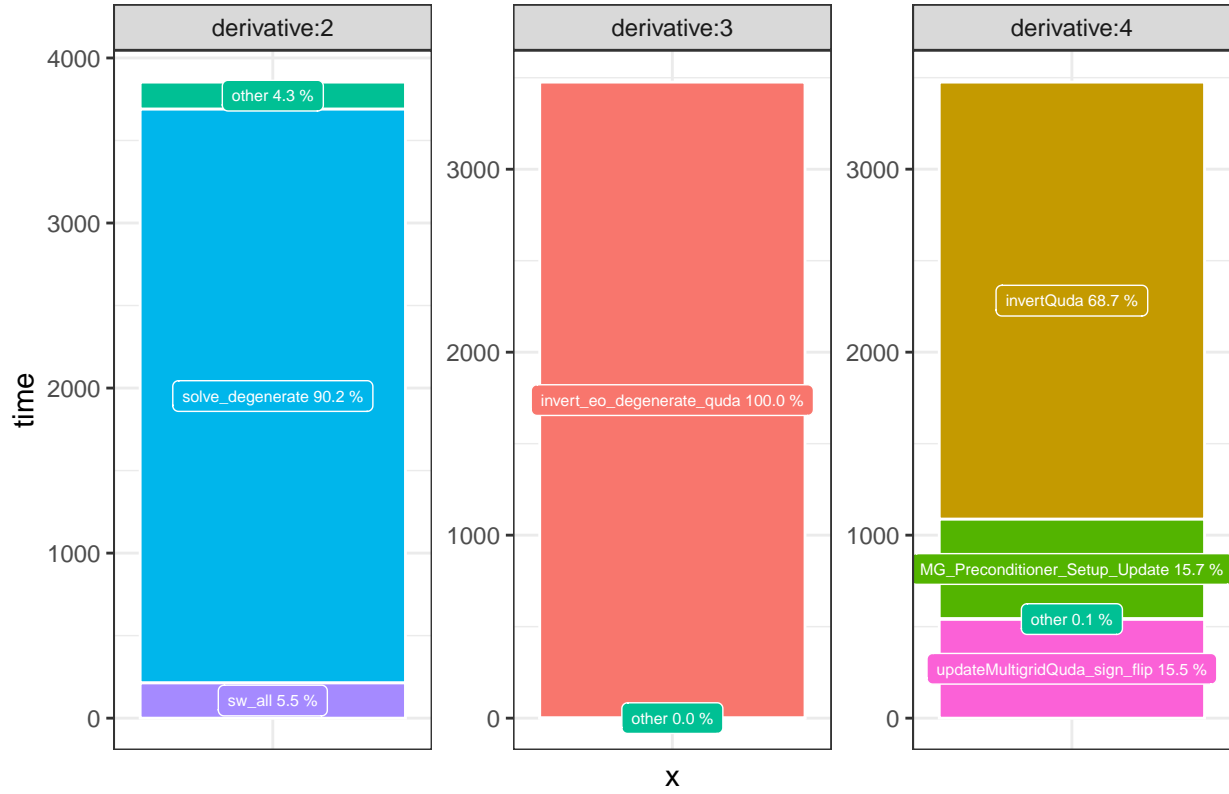 derivative:2
derivative:3
derivative:4
time
4000
3000
2000
1000
0
other 4.3 %
solve_degenerate 90.2 %
sw_all 5.5 %
3000
2000
1000
0
invert_eo_degenerate_quda 100.0 %
other 0.0 %
3000
2000
1000
0
invertQuda 68.7 %
MG_Preconditioner_Setup_Update 15.7 %
other 0.1 %
updateMultigridQuda_sign_flip 15.5 %
x